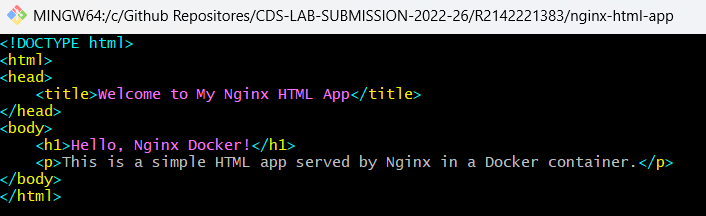 MINGW64:/c/Github Repositores/CDS-LAB-SUBMISSION-2022-26/R2142221383/nginx-html-app
<!DOCTYPE html>
<html>
<head>
    <title>Welcome to My Nginx HTML App</title>
</head>
<body>
    <h1>Hello, Nginx Docker!</h1>
    <p>This is a simple HTML app served by Nginx in a Docker container.</p>
</body>
</html>